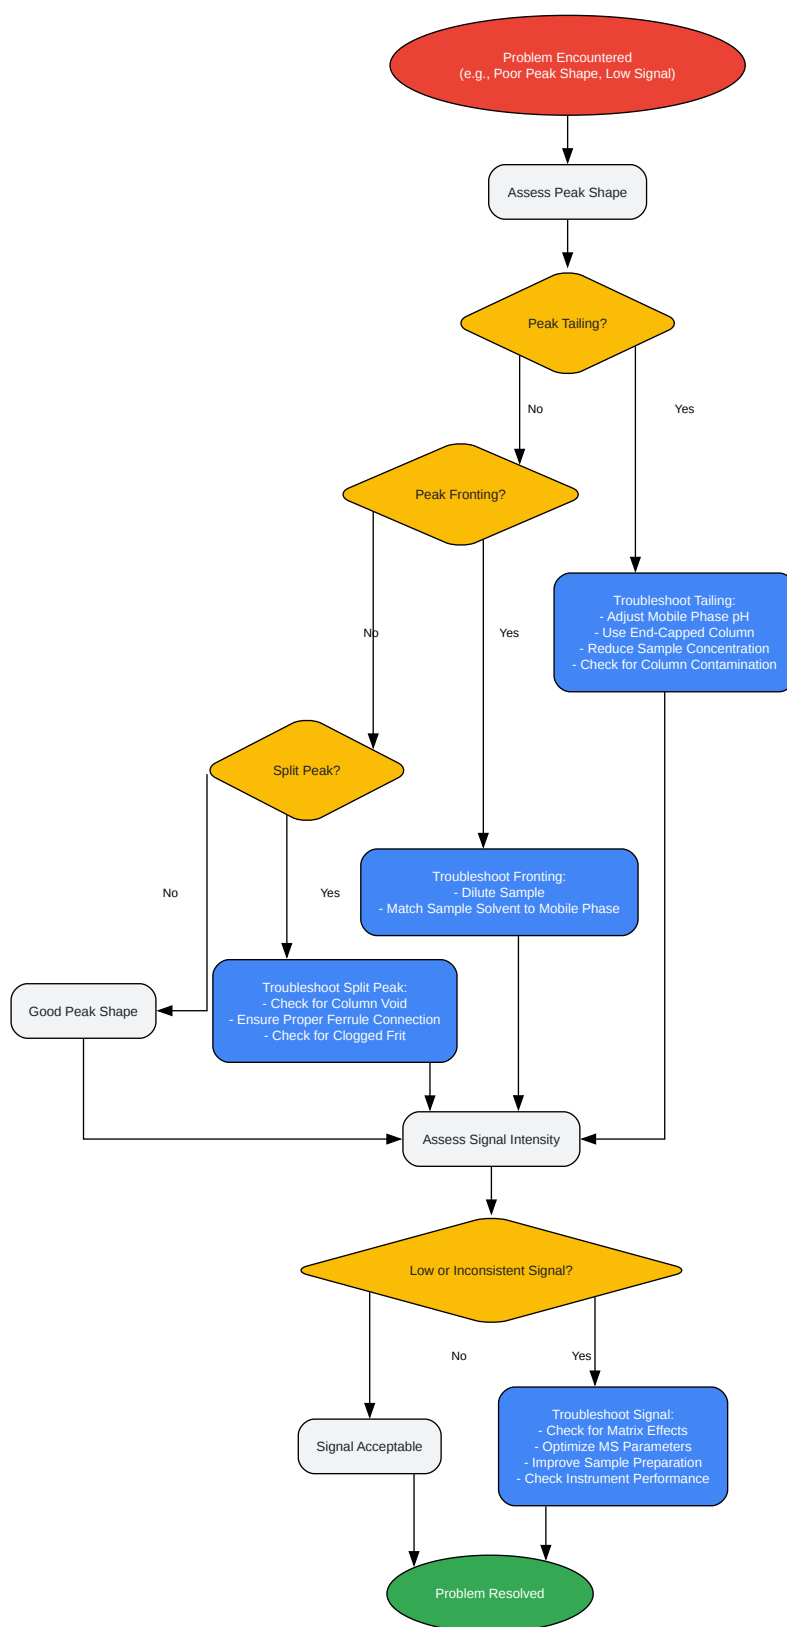 Problem Encountered
(e.g., Poor Peak Shape, Low Signal)
Assess Peak Shape
Peak Tailing?
No
Yes
Peak Fronting?
Troubleshoot Tailing:
- Adjust Mobile Phase pH
- Use End-Capped Column
- Reduce Sample Concentration
- Check for Column Contamination
No
Yes
Split Peak?
Troubleshoot Fronting:
- Dilute Sample
- Match Sample Solvent to Mobile Phase
No
Yes
Good Peak Shape
Troubleshoot Split Peak:
- Check for Column Void
- Ensure Proper Ferrule Connection
- Check for Clogged Frit
Assess Signal Intensity
Low or Inconsistent Signal?
No
Yes
Signal Acceptable
Troubleshoot Signal:
- Check for Matrix Effects
- Optimize MS Parameters
- Improve Sample Preparation
- Check Instrument Performance
Problem Resolved